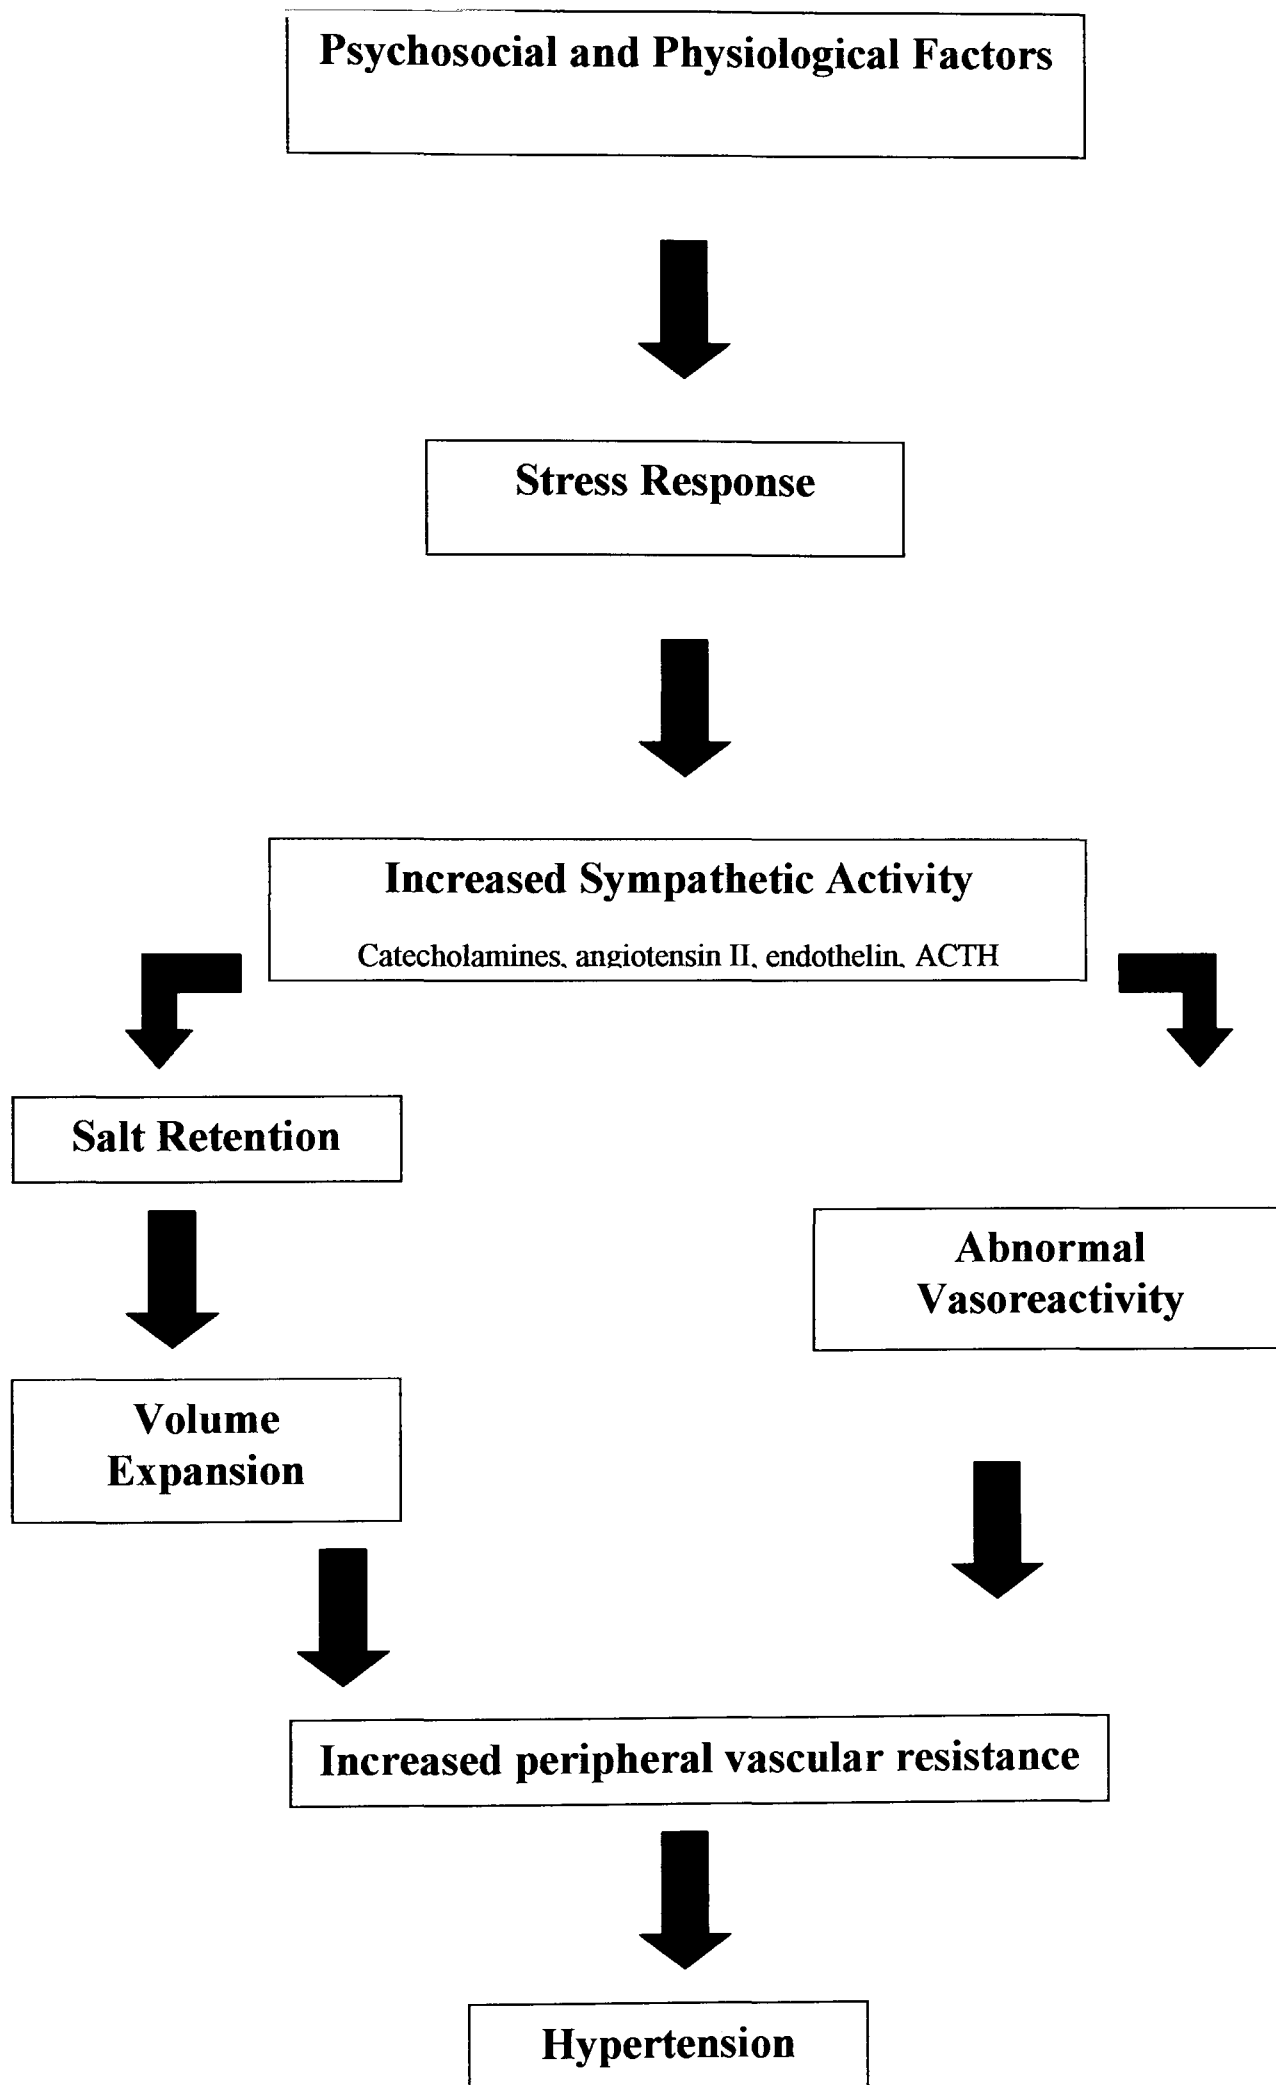 Psychosocial and Physiological Factors
Stress Response
Increased Sympathetic Activity
Catecholamines, angiotensin II, endothelin, ACTH
Salt Retention
Abnormal
Vasoreactivity
Volume
Expansion
Increased peripheral vascular resistance
Hypertension